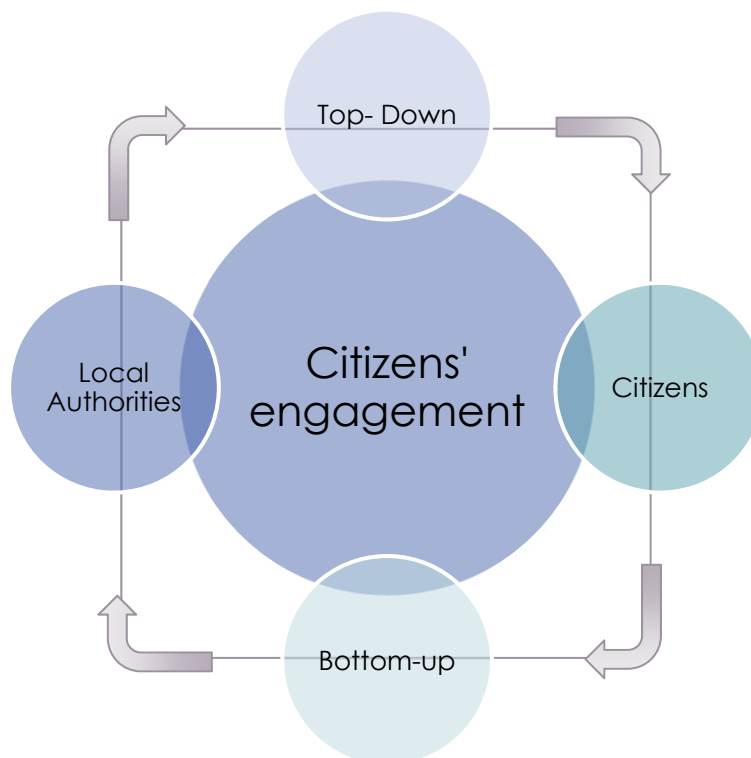 Top- Down
Citizens'
engagement
Local
Authorities
Citizens
Bottom-up